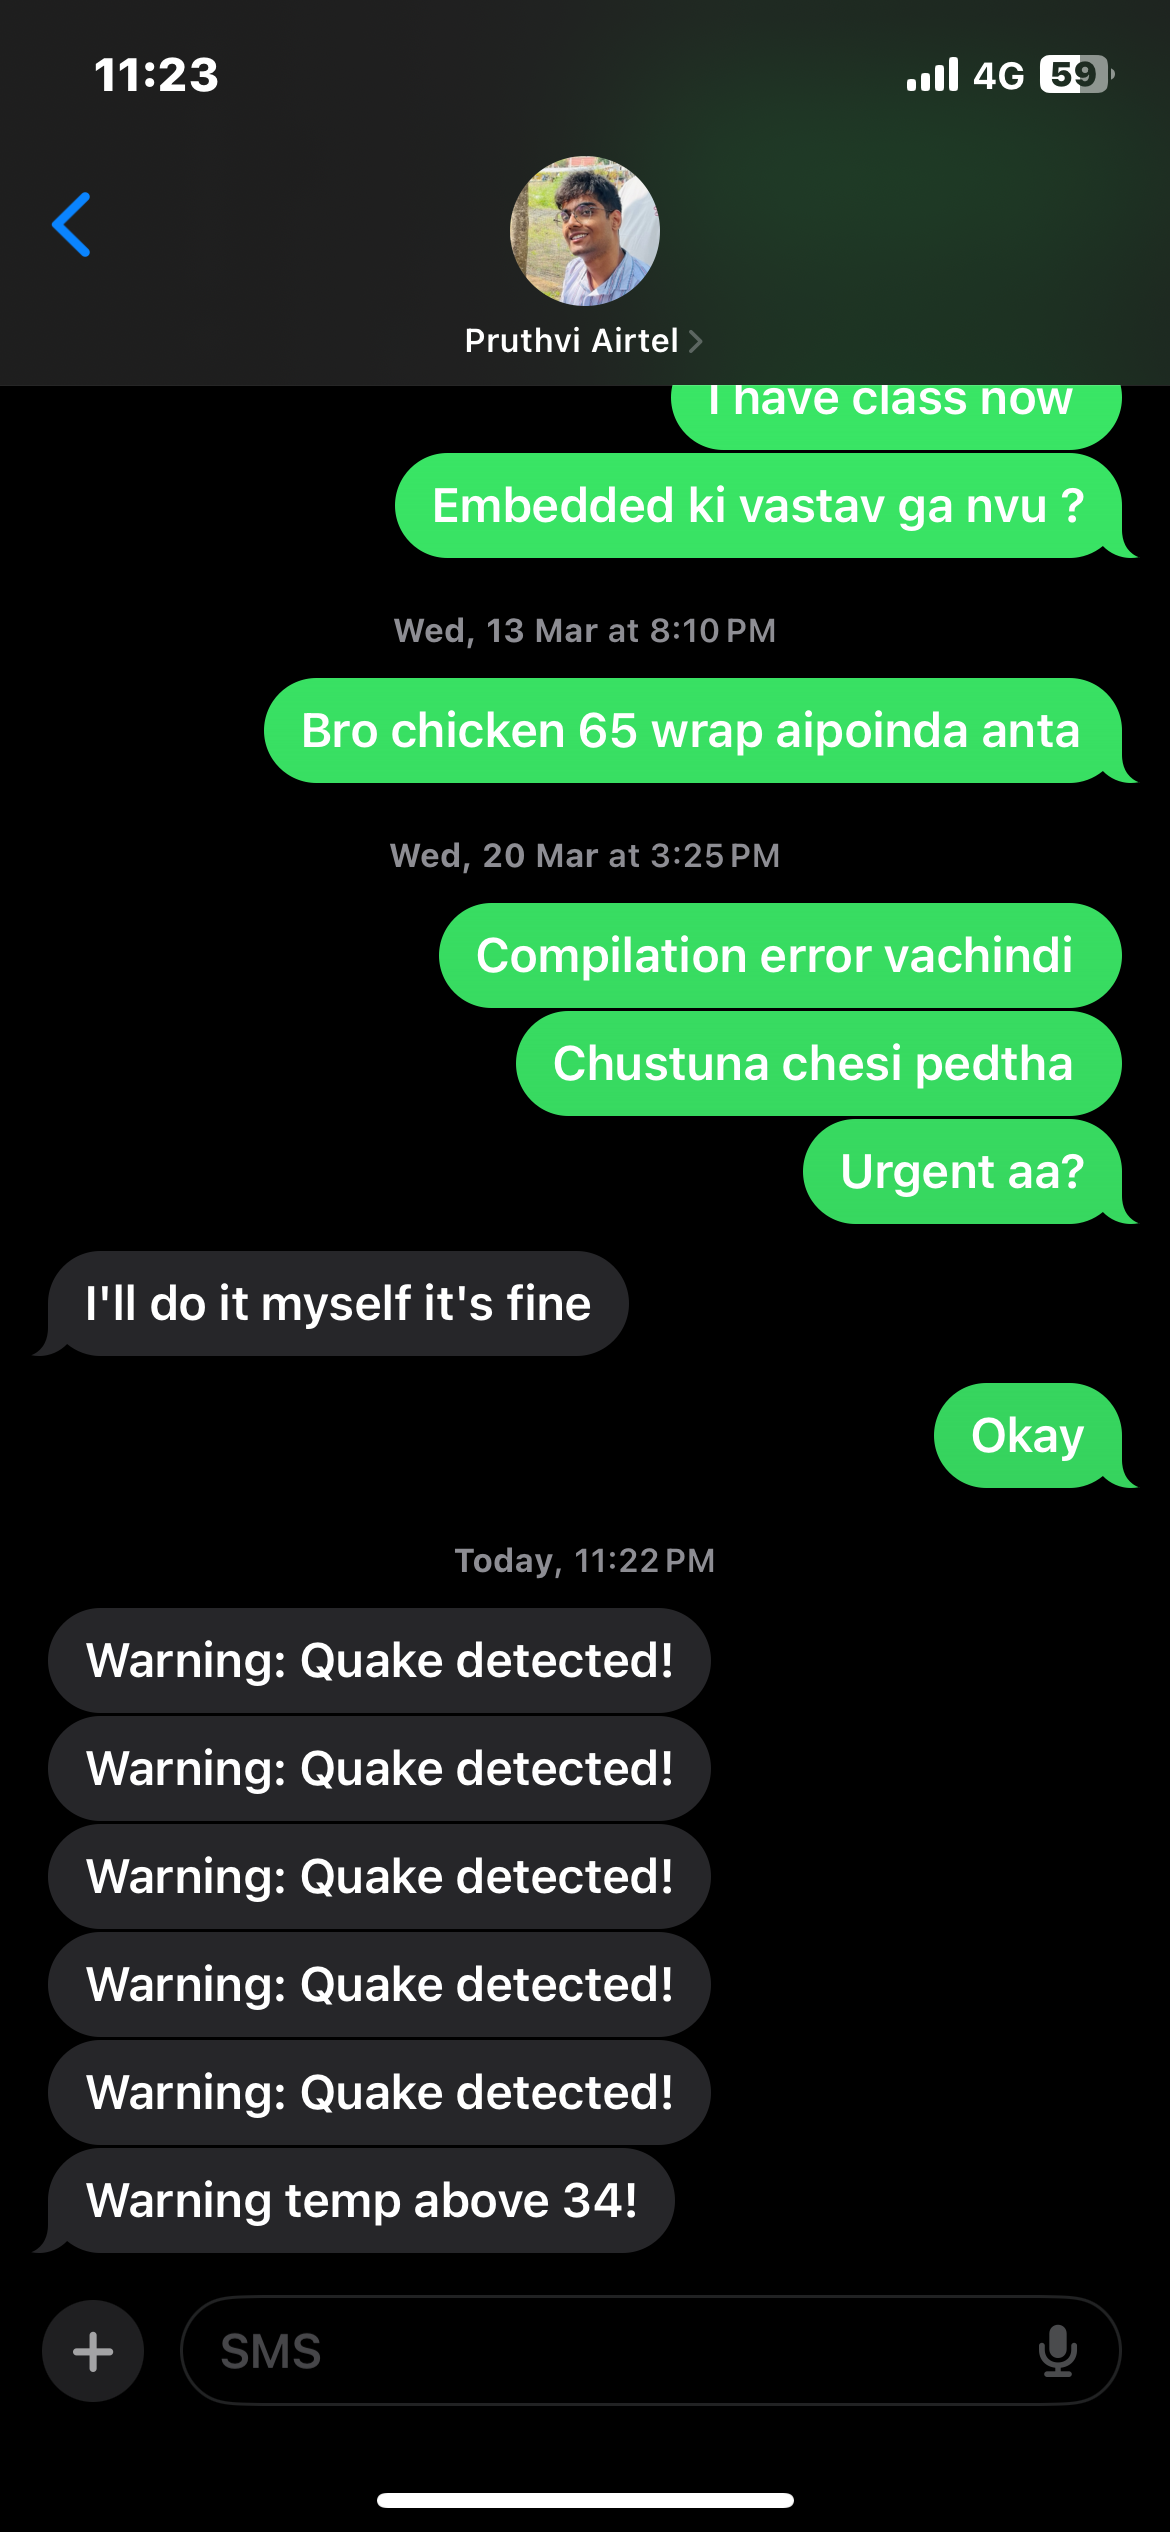 11:23
4G 59
Pruthvi Airtel
I have class now
Embedded ki vastav ga nvu ?
Wed, 13 Mar at 8:10 PM
Bro chicken 65 wrap aipoinda anta
Wed, 20 Mar at 3:25 PM
Compilation error vachindi
Chustuna chesi pedtha
Urgent aa?
I'll do it myself it's fine
Okay
Today, 11:22 PM
Warning: Quake detected!
Warning: Quake detected!
Warning: Quake detected!
Warning: Quake detected!
Warning: Quake detected!
Warning temp above 34!
SMS